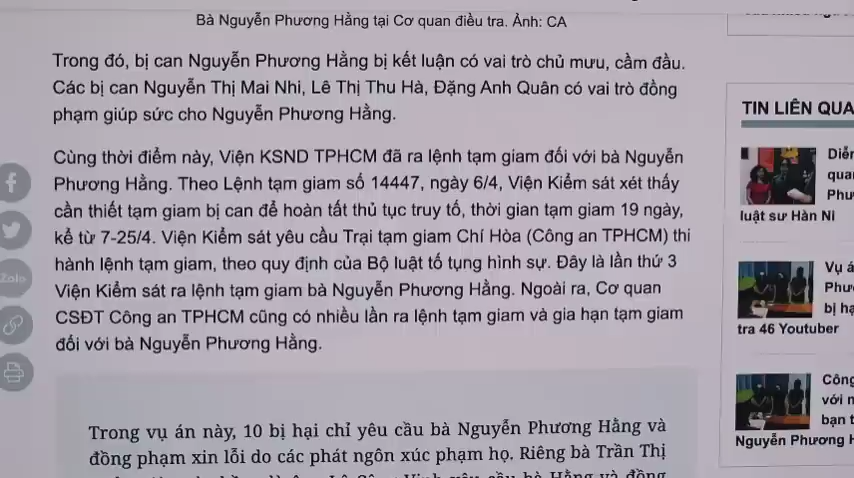 Bà Nguyễn Phương Hằng tại Cơ quan điều tra. Ảnh: CA
Trong đó, bị can Nguyễn Phương Hằng bị kết luận có vai trò chủ mưu, cầm đầu.
Các bị can Nguyễn Thị Mai Nhi, Lê Thị Thu Hà, Đặng Anh Quân có vai trò đồng
phạm giúp sức cho Nguyễn Phương Hằng.
Cùng thời điểm này, Viện KSND TPHCM đã ra lệnh tạm giam đối với bà Nguyễn
Phương Hằng. Theo Lệnh tạm giam số 14447, ngày 6/4, Viện Kiểm sát xét thấy
cần thiết tạm giam bị can để hoàn tất thủ tục truy tố, thời gian tạm giam 19 ngày,
kể từ 7-25/4. Viện Kiểm sát yêu cầu Trại tạm giam Chí Hòa (Công an TPHCM) thi
hành lệnh tạm giam, theo quy định của Bộ luật tố tụng hình sự. Đây là lần thứ 3
Viện Kiểm sát ra lệnh tạm giam bà Nguyễn Phương Hằng. Ngoài ra, Cơ quan
CSĐT Công an TPHCM cũng có nhiều lần ra lệnh tạm giam và gia hạn tạm giam
đối với bà Nguyễn Phương Hằng.
Trong vụ án này, 10 bị hại chỉ yêu cầu bà Nguyễn Phương Hằng và
đồng phạm xin lỗi do các phát ngôn xúc phạm họ. Riêng bà Trần Thị
Zalo
TIN LIÊN QUA
Diễn
quan
Phư
luật sư Hàn Ni
Vụ á
Phư
bị hạ
tra 46 Youtuber
Công
với n
bạn t
Nguyễn Phương H